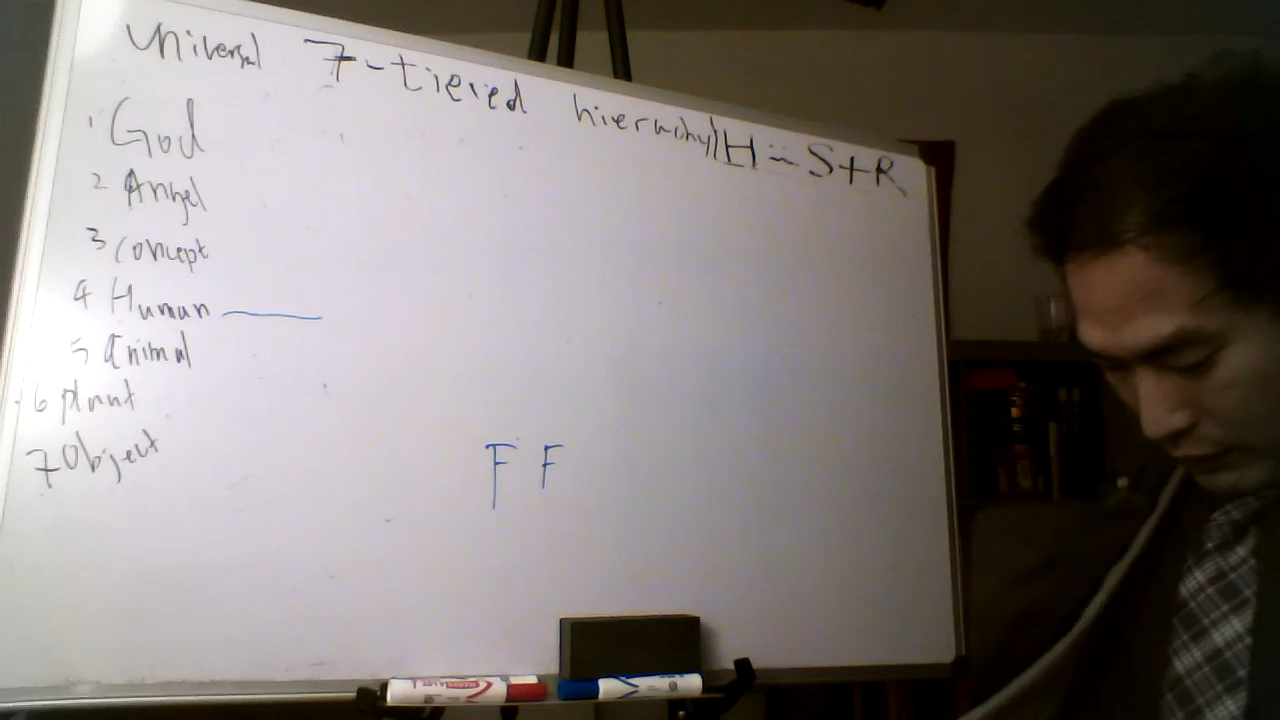 Universal 7-tiered hierarchy H = S+R
1 God
2 Angel
3 Concept
4 Human
5 Animal
6 plant
7 Object
F F